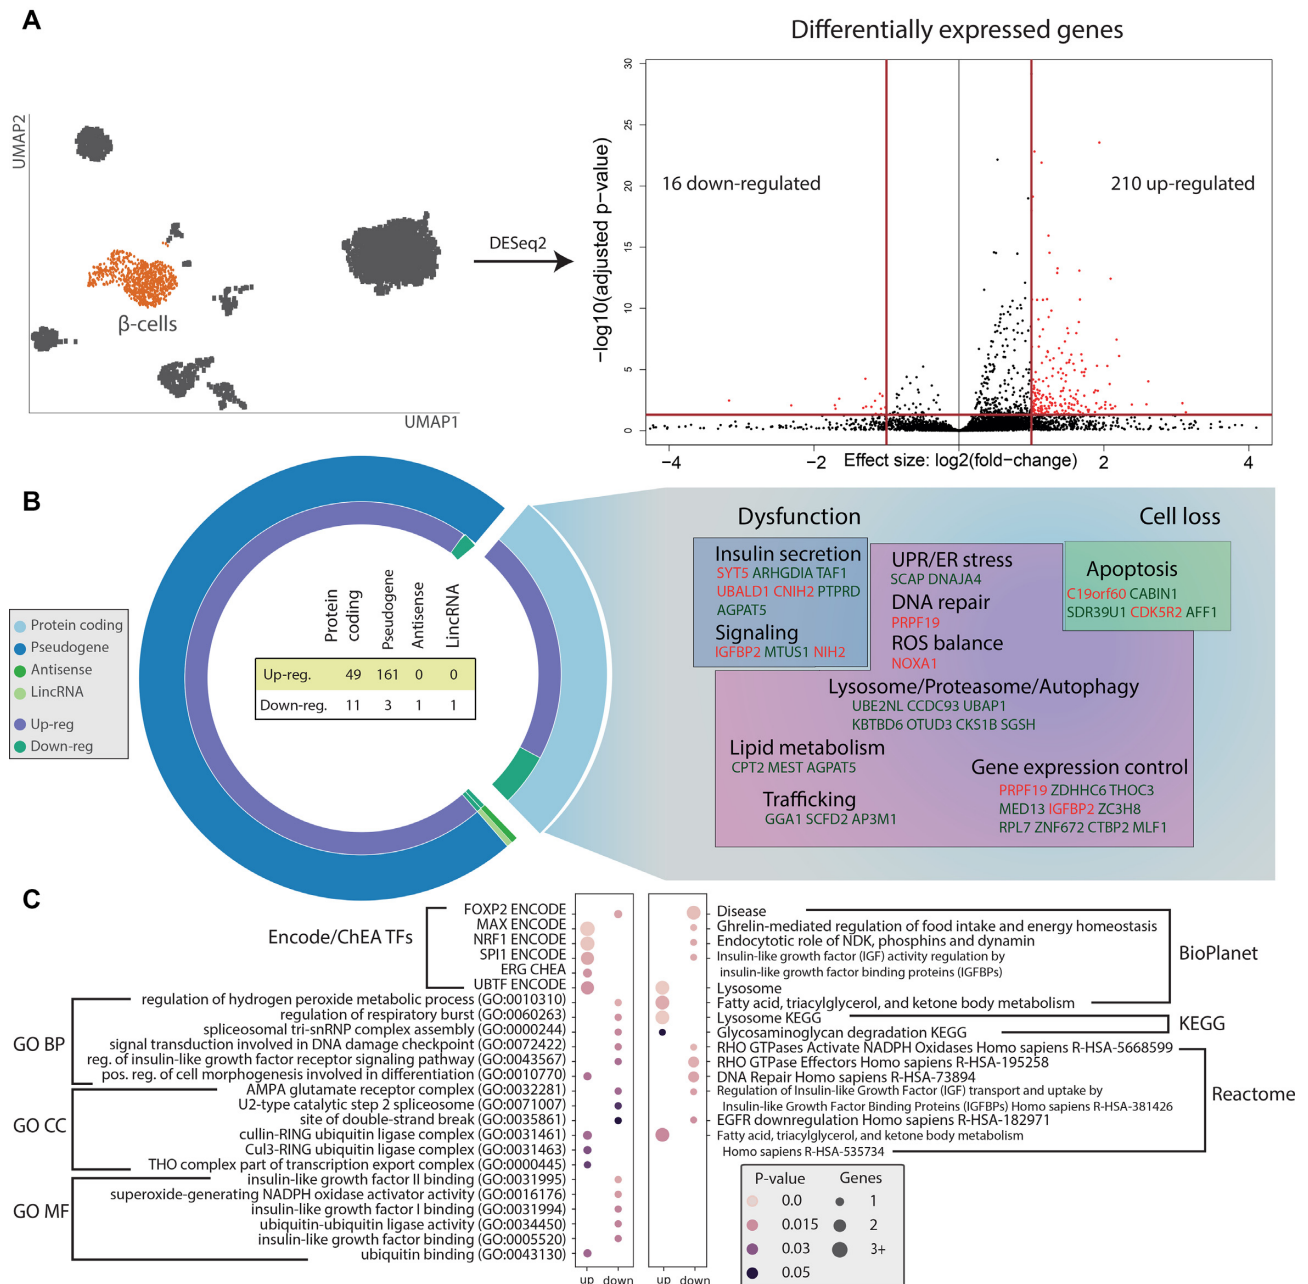 A
Differentially expressed genes
UMAP2
β-cells
UMAP1
DESeq2
−log10(adjusted p−value)
30
25
20
15
10
5
0
16 down-regulated
210 up-regulated
−4
−2
2
4
Effect size: log2(fold−change)
B
Protein coding
Pseudogene
Antisense
LincRNA
Up-reg
Down-reg
Protein coding
Pseudogene
Antisense
LincRNA
Up-reg. 49 161 0 0
Down-reg. 11 3 1 1
Dysfunction
Cell loss
Insulin secretion
SYT5 ARHGDIA TAF1
UBALD1 CNIH2 PTPRD
AGPAT5
Signaling
IGFBP2 MTUS1 NIH2
UPR/ER stress
SCAP DNAJA4
DNA repair
PRPF19
ROS balance
NOXA1
Apoptosis
C19orf60 CABIN1
SDR39U1 CDK5R2 AFF1
Lysosome/Proteasome/Autophagy
UBE2NL CCDC93 UBAP1
KBTBD6 OTUD3 CKS1B SGSH
Lipid metabolism
CPT2 MEST AGPAT5
Trafficking
GGA1 SCFD2 AP3M1
Gene expression control
PRPF19 ZDHHC6 THOC3
MED13 IGFBP2 ZC3H8
RPL7 ZNF672 CTBP2 MLF1
C
Encode/ChEA TFs
FOXP2 ENCODE
MAX ENCODE
NRF1 ENCODE
SPI1 ENCODE
ERG CHEA
UBTF ENCODE
GO BP
regulation of hydrogen peroxide metabolic process (GO:0010310)
regulation of respiratory burst (GO:0060263)
spliceosomal tri-snRNP complex assembly (GO:0000244)
signal transduction involved in DNA damage checkpoint (GO:0072422)
reg. of insulin-like growth factor receptor signaling pathway (GO:0043567)
pos. reg. of cell morphogenesis involved in differentiation (GO:0010770)
GO CC
AMPA glutamate receptor complex (GO:0032281)
U2-type catalytic step 2 spliceosome (GO:0071007)
site of double-strand break (GO:0035861)
cullin-RING ubiquitin ligase complex (GO:0031461)
Cul3-RING ubiquitin ligase complex (GO:0031463)
THO complex part of transcription export complex (GO:0000445)
GO MF
insulin-like growth factor II binding (GO:0031995)
superoxide-generating NADPH oxidase activator activity (GO:0016176)
insulin-like growth factor I binding (GO:0031994)
ubiquitin-ubiquitin ligase activity (GO:0034450)
insulin-like growth factor binding (GO:0005520)
ubiquitin binding (GO:0043130)
up down
Disease
Ghrelin-mediated regulation of food intake and energy homeostasis
Endocytotic role of NDK, phosphins and dynamin
Insulin-like growth factor (IGF) activity regulation by
insulin-like growth factor binding proteins (IGFBPs)
Lysosome
Fatty acid, triacylglycerol, and ketone body metabolism
BioPlanet
Lysosome KEGG
Glycosaminoglycan degradation KEGG
KEGG
RHO GTPases Activate NADPH Oxidases Homo sapiens R-HSA-5668599
RHO GTPase Effectors Homo sapiens R-HSA-195258
DNA Repair Homo sapiens R-HSA-73894
Regulation of Insulin-like Growth Factor (IGF) transport and uptake by
Insulin-like Growth Factor Binding Proteins (IGFBPs) Homo sapiens R-HSA-381426
EGFR downregulation Homo sapiens R-HSA-182971
Fatty acid, triacylglycerol, and ketone body metabolism
Homo sapiens R-HSA-535734
Reactome
up down
P-value
0.0
0.015
0.03
0.05
Genes
1
2
3+